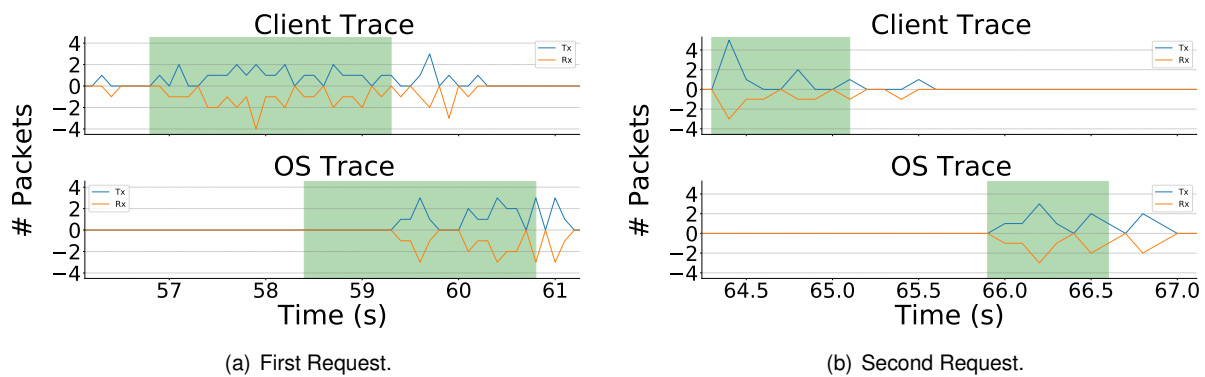 Client Trace
4
2
0
−2
−4
Tx
Rx
OS Trace
4
2
0
−2
−4
Tx
Rx
# Packets
57 58 59 60 61
Time (s)
(a) First Request.
Client Trace
4
2
0
−2
−4
Tx
Rx
OS Trace
4
2
0
−2
−4
Tx
Rx
# Packets
64.5 65.0 65.5 66.0 66.5 67.0
Time (s)
(b) Second Request.